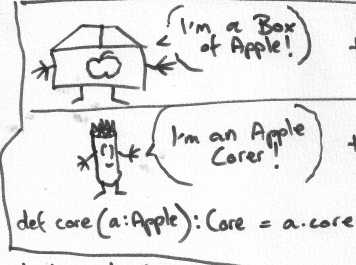 I'm a Box
of Apple!
I'm an Apple
Corer!
def core(a:Apple): Core = a.core